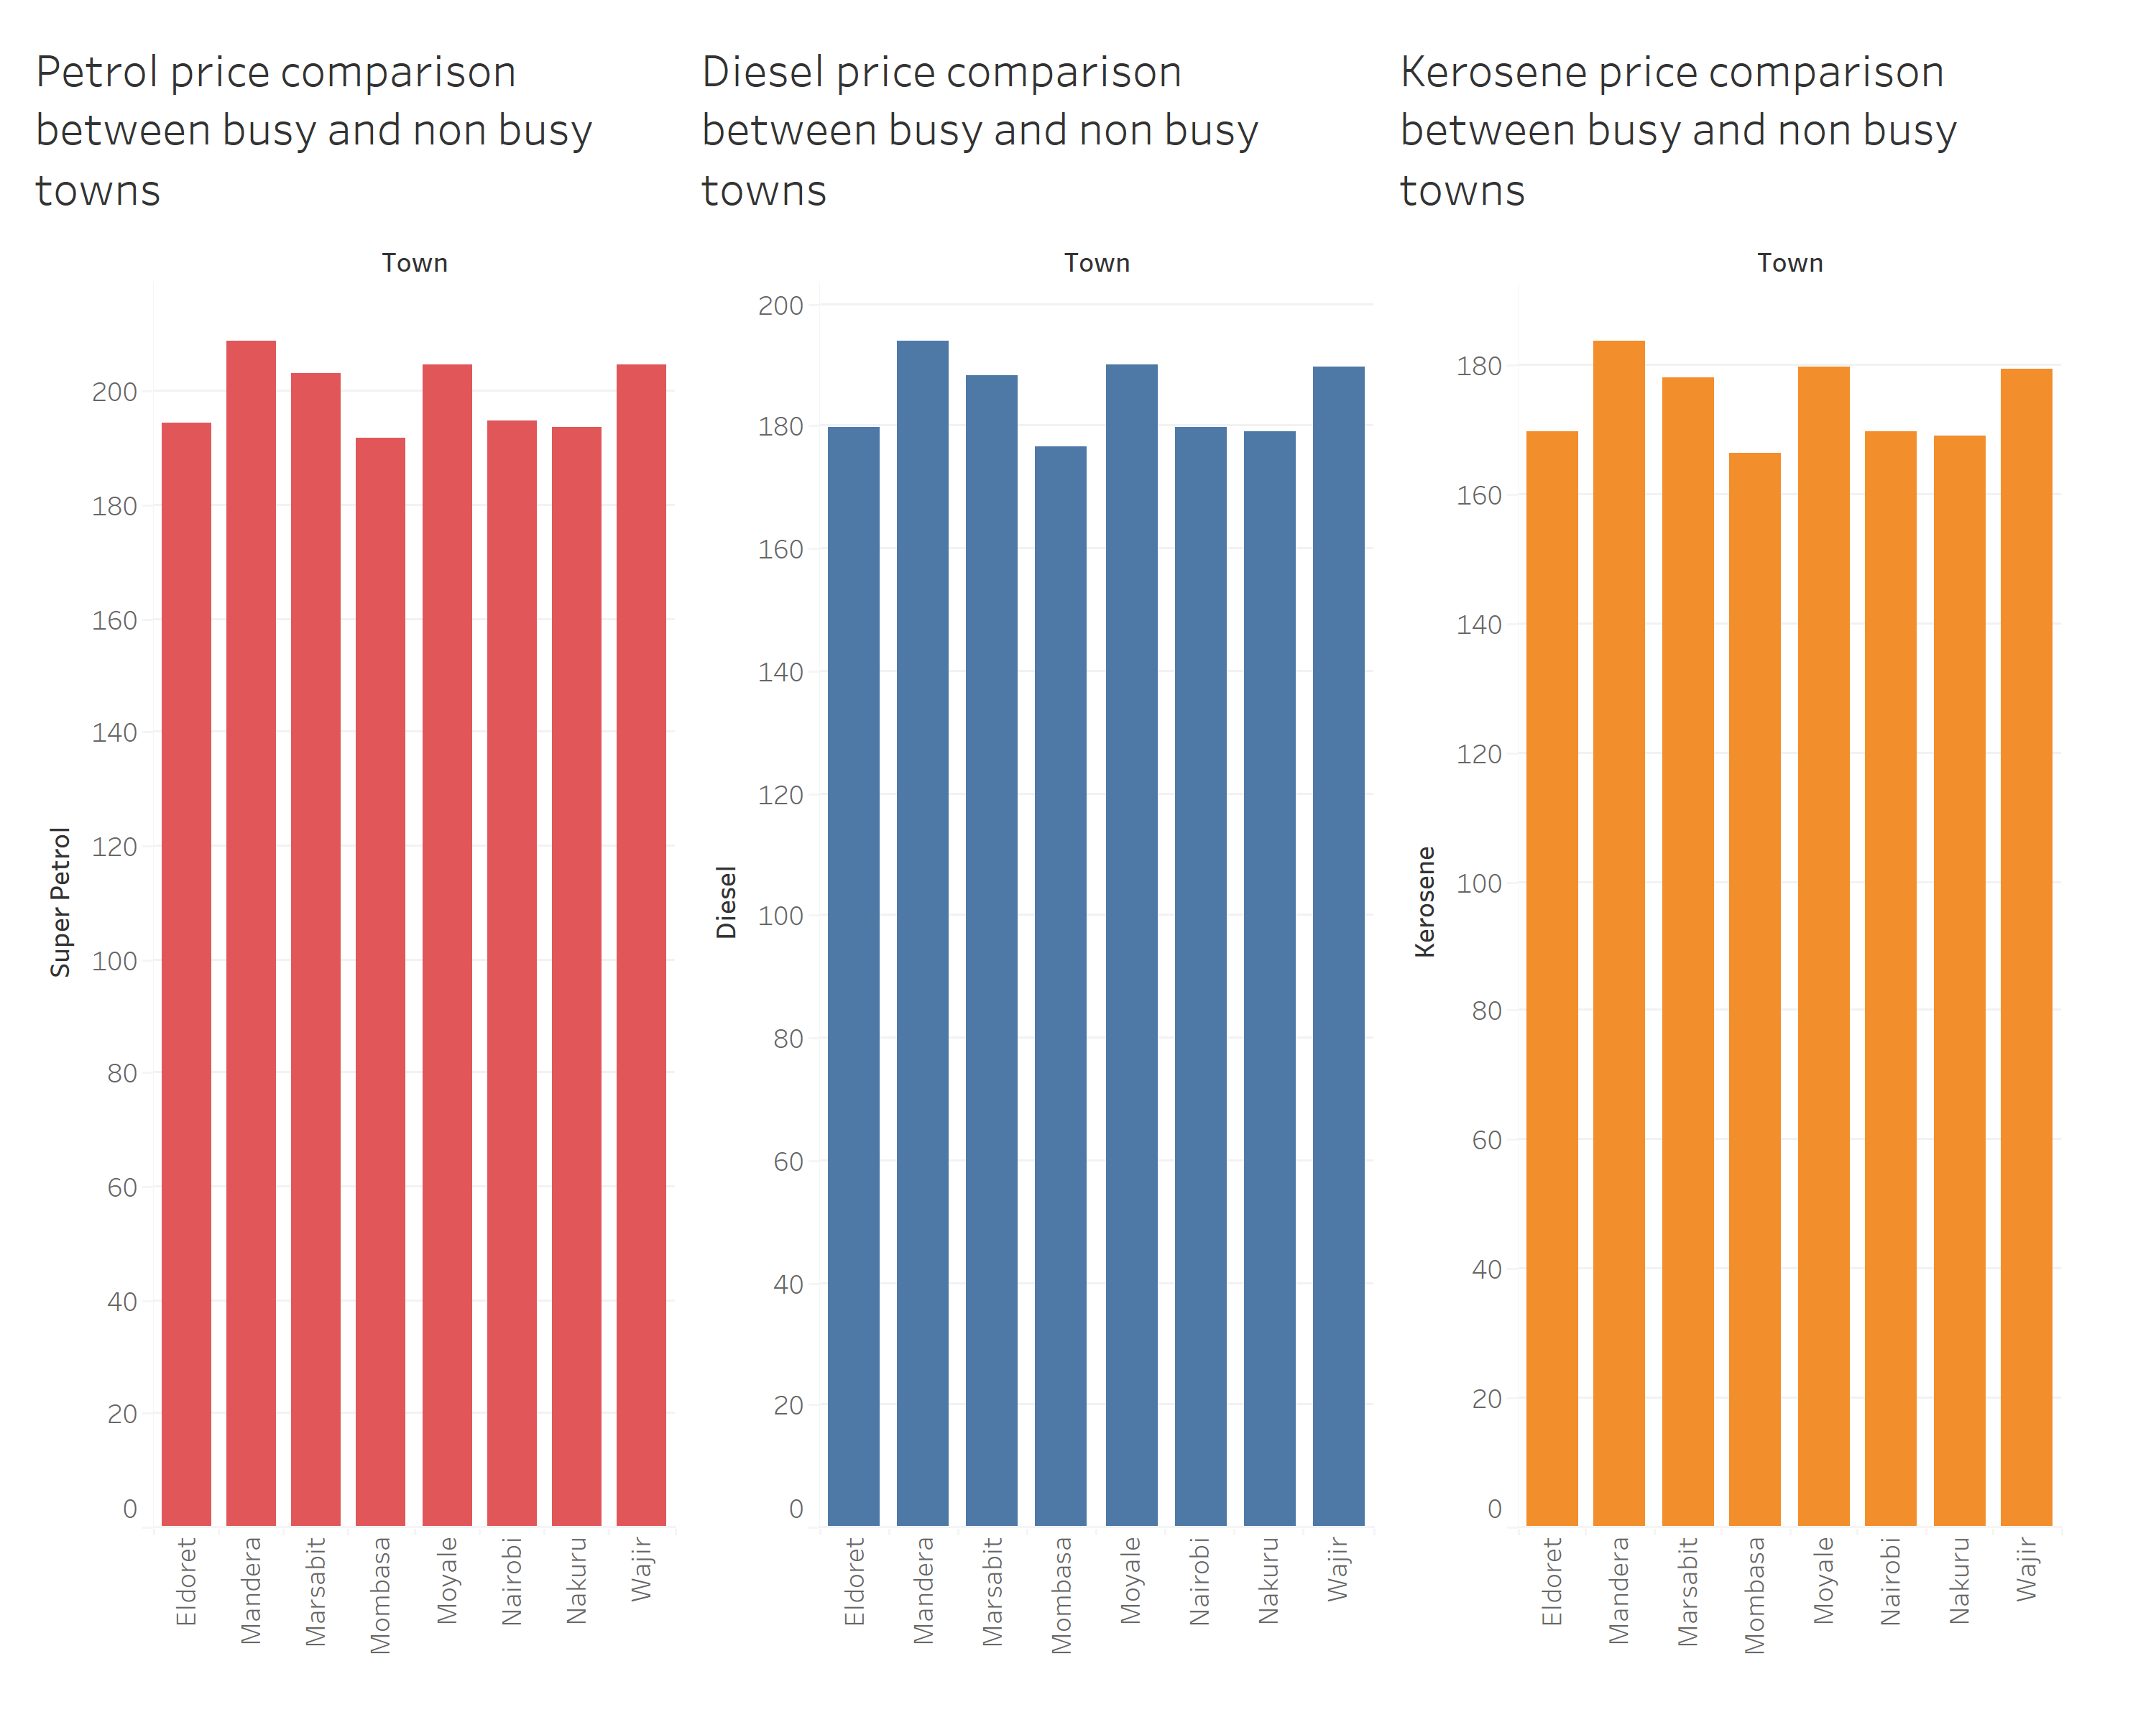 Petrol price comparison
between busy and non busy
towns
Town
Super Petrol
200
180
160
140
120
100
80
60
40
20
0
Eldoret
Mandera
Marsabit
Mombasa
Moyale
Nairobi
Nakuru
Wajir
Diesel price comparison
between busy and non busy
towns
Town
Diesel
200
180
160
140
120
100
80
60
40
20
0
Eldoret
Mandera
Marsabit
Mombasa
Moyale
Nairobi
Nakuru
Wajir
Kerosene price comparison
between busy and non busy
towns
Town
Kerosene
180
160
140
120
100
80
60
40
20
0
Eldoret
Mandera
Marsabit
Mombasa
Moyale
Nairobi
Nakuru
Wajir